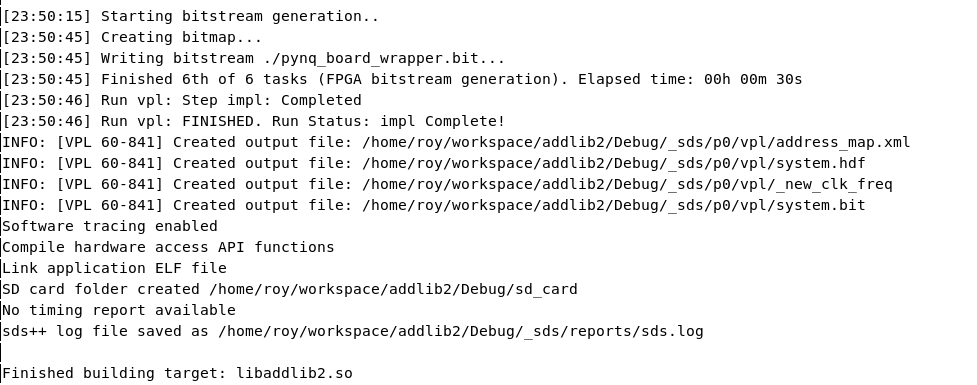 [23:50:15] Starting bitstream generation..
[23:50:45] Creating bitmap...
[23:50:45] Writing bitstream ./pynq_board_wrapper.bit...
[23:50:45] Finished 6th of 6 tasks (FPGA bitstream generation). Elapsed time: 00h 00m 30s
[23:50:46] Run vpl: Step impl: Completed
[23:50:46] Run vpl: FINISHED. Run Status: impl Complete!
INFO: [VPL 60-841] Created output file: /home/roy/workspace/addlib2/Debug/_sds/p0/vpl/address_map.xml
INFO: [VPL 60-841] Created output file: /home/roy/workspace/addlib2/Debug/_sds/p0/vpl/system.hdf
INFO: [VPL 60-841] Created output file: /home/roy/workspace/addlib2/Debug/_sds/p0/vpl/_new_clk_freq
INFO: [VPL 60-841] Created output file: /home/roy/workspace/addlib2/Debug/_sds/p0/vpl/system.bit
Software tracing enabled
Compile hardware access API functions
Link application ELF file
SD card folder created /home/roy/workspace/addlib2/Debug/sd_card
No timing report available
sds++ log file saved as /home/roy/workspace/addlib2/Debug/_sds/reports/sds.log
Finished building target: libaddlib2.so